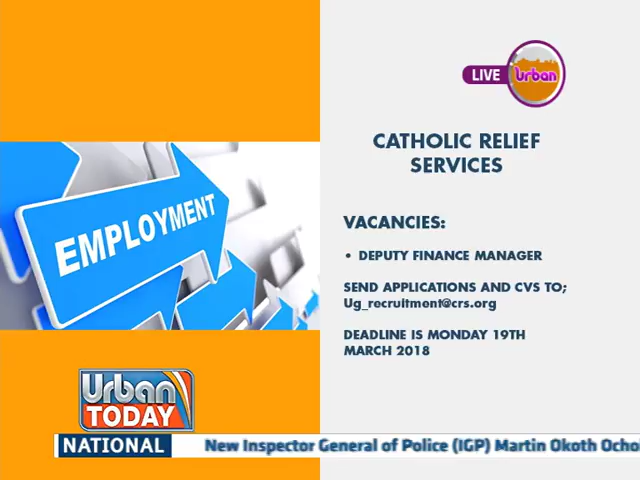 LIVE
Urban
CATHOLIC RELIEF
SERVICES
VACANCIES:
• DEPUTY FINANCE MANAGER
SEND APPLICATIONS AND CVS TO;
Ug_recruitment@crs.org
DEADLINE IS MONDAY 19TH
MARCH 2018
EMPLOYMENT
Urban
TODAY
NATIONAL
New Inspector General of Police (IGP) Martin Okoth Ochol